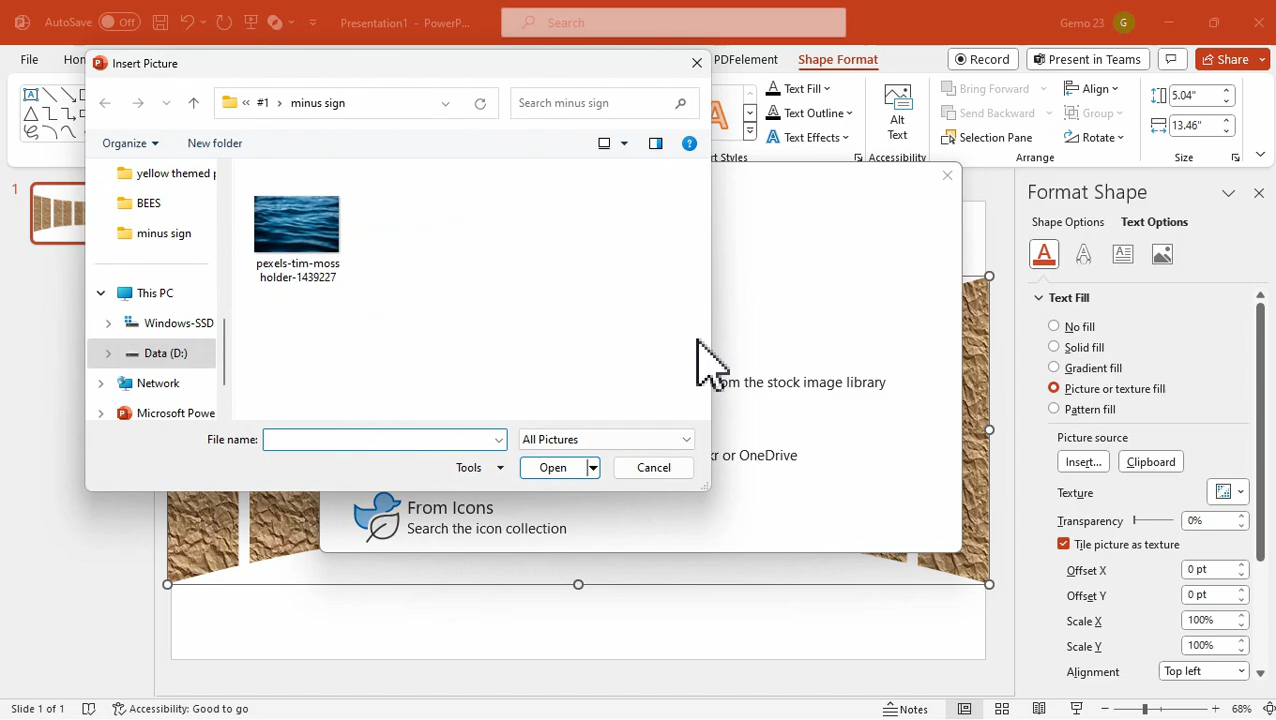 AutoSave Off Presentation1 - PowerP... Search Gemo 23 G
File Shape Format PDFelement Record Present in Teams Share
Insert Picture
#1 > minus sign Search minus sign
Organize New folder
yellow themed p
BEES
minus sign
This PC
Windows-SSD
Data (D:)
Network
Microsoft Powe
pexels-tim-moss
holder-1439227
File name: All Pictures
Tools Open Cancel
Text Fill
Text Outline
Text Effects
Alt
Text
Accessibility
Bring Forward Align
Send Backward Group
Selection Pane Rotate
Arrange
5.04"
13.46"
Size
1
om the stock image library
kr or OneDrive
From Icons
Search the icon collection
Format Shape
Shape Options Text Options
Text Fill
No fill
Solid fill
Gradient fill
Picture or texture fill
Pattern fill
Picture source
Insert... Clipboard
Texture
Transparency 0%
Tile picture as texture
Offset X 0 pt
Offset Y 0 pt
Scale X 100%
Scale Y 100%
Alignment Top left
Slide 1 of 1 Accessibility: Good to go Notes 68%